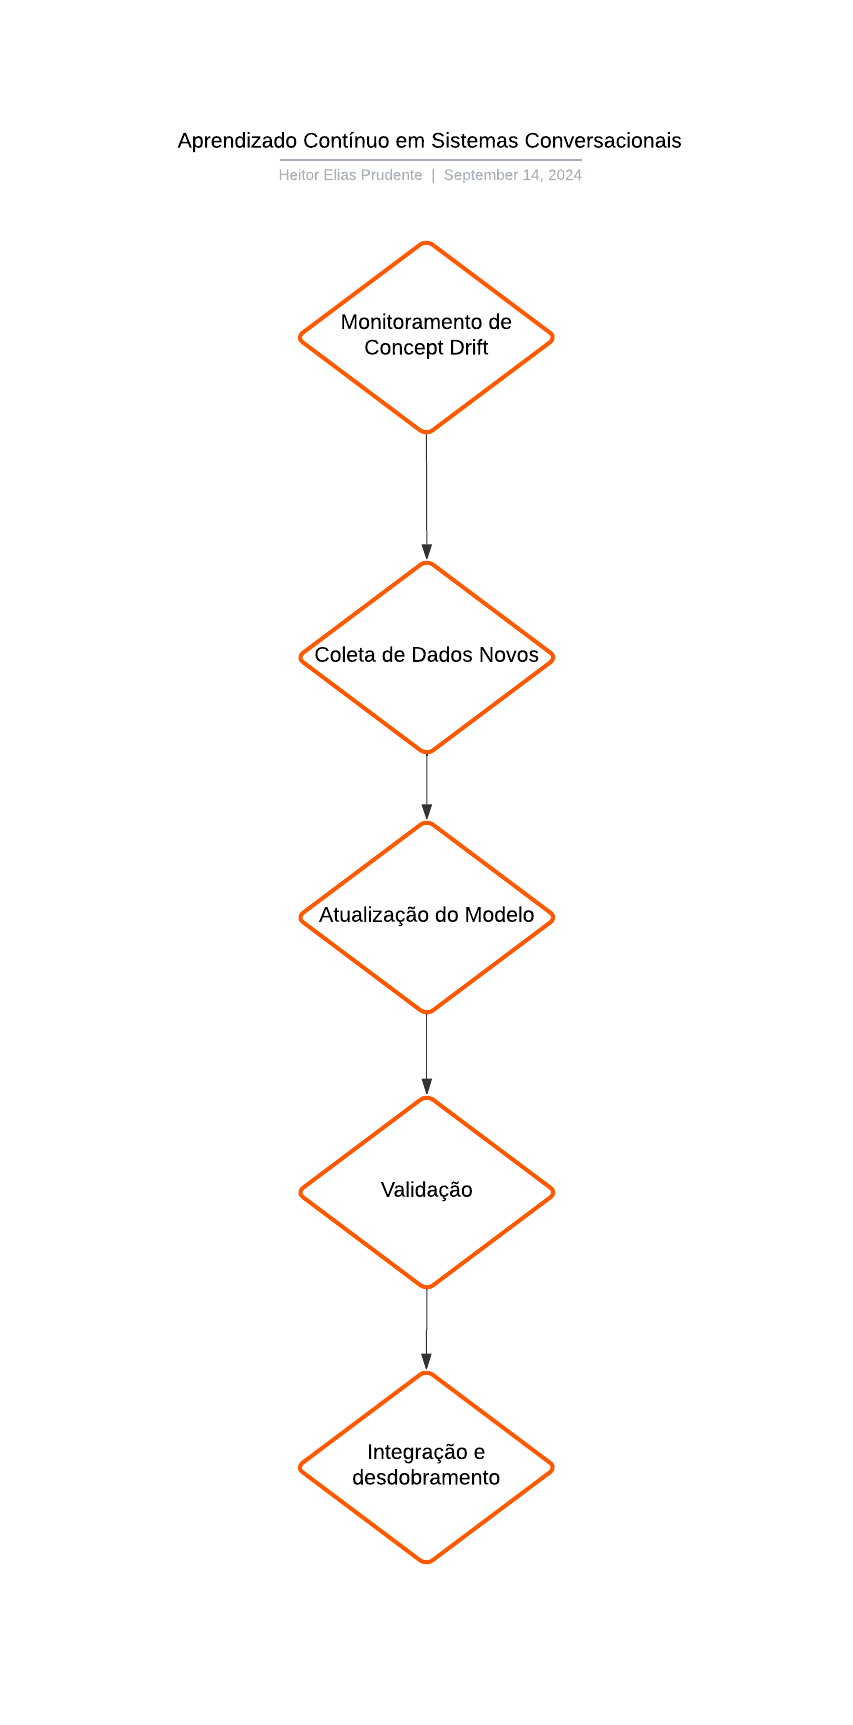 Aprendizado Contínuo em Sistemas Conversacionais
Heitor Elias Prudente | September 14, 2024
Monitoramento de
Concept Drift
Coleta de Dados Novos
Atualização do Modelo
Validação
Integração e
desdobramento